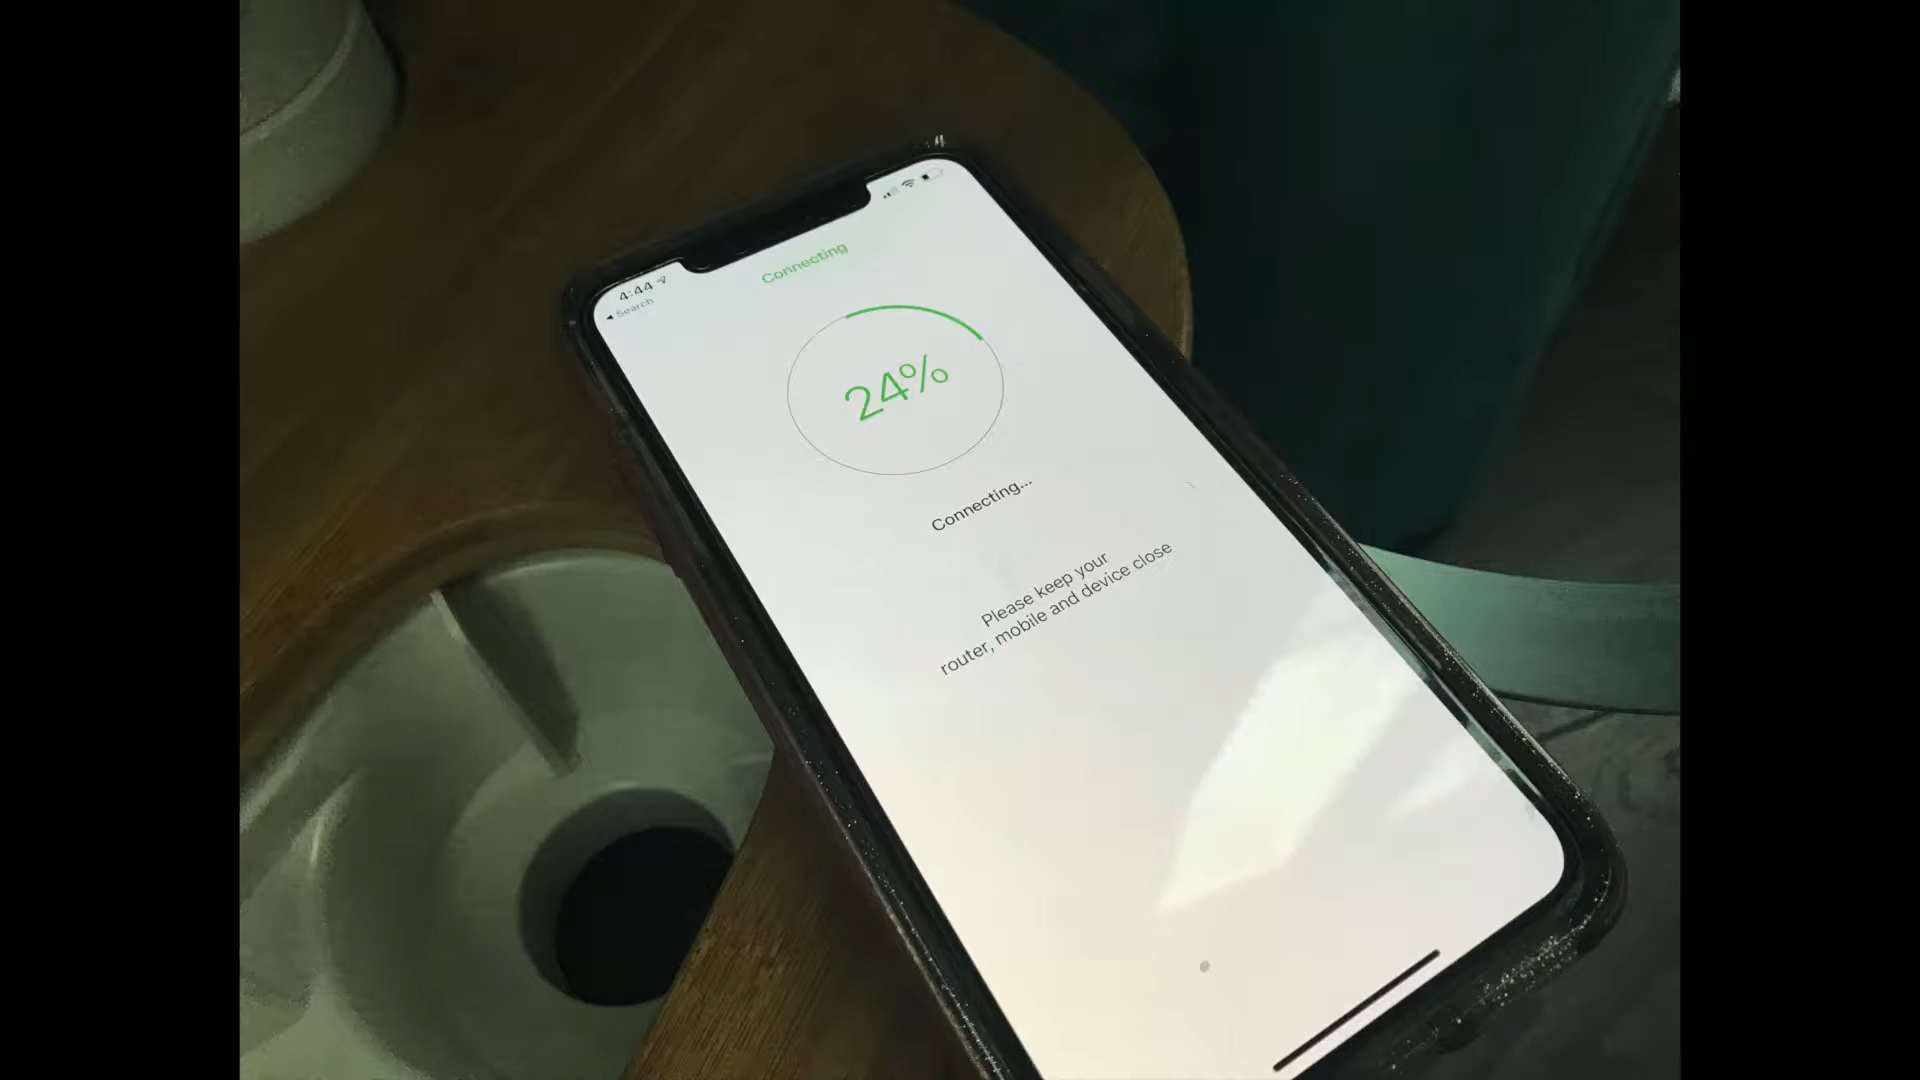 4:44
Search
Connecting
24%
Connecting...
Please keep your
router, mobile and device close